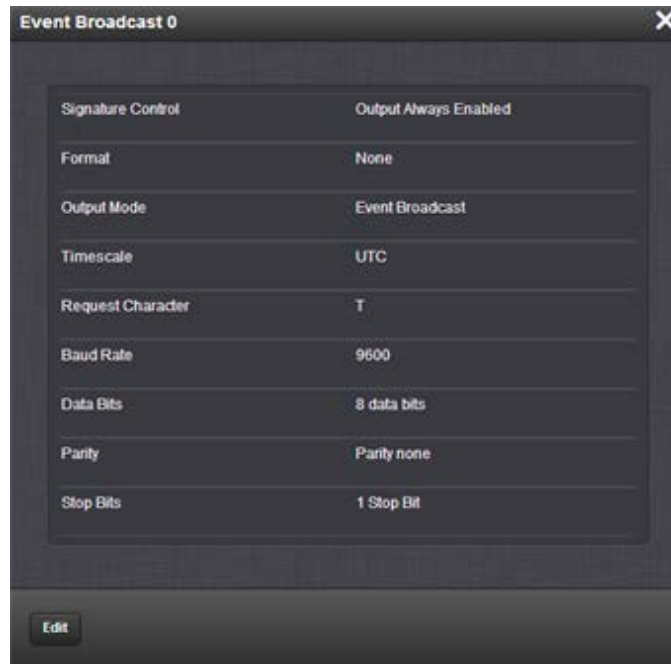 Event Broadcast 0
Signature Control Output Always Enabled
Format None
Output Mode Event Broadcast
Timescale UTC
Request Character T
Baud Rate 9600
Data Bits 8 data bits
Parity Parity none
Stop Bits 1 Stop Bit
Edit